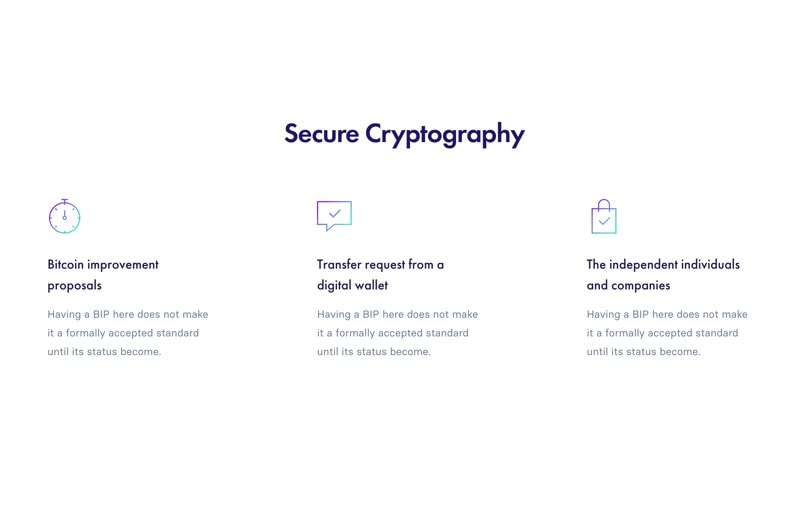 Secure Cryptography
Bitcoin improvement
proposals
Having a BIP here does not make
it a formally accepted standard
until its status become.
Transfer request from a
digital wallet
Having a BIP here does not make
it a formally accepted standard
until its status become.
The independent individuals
and companies
Having a BIP here does not make
it a formally accepted standard
until its status become.